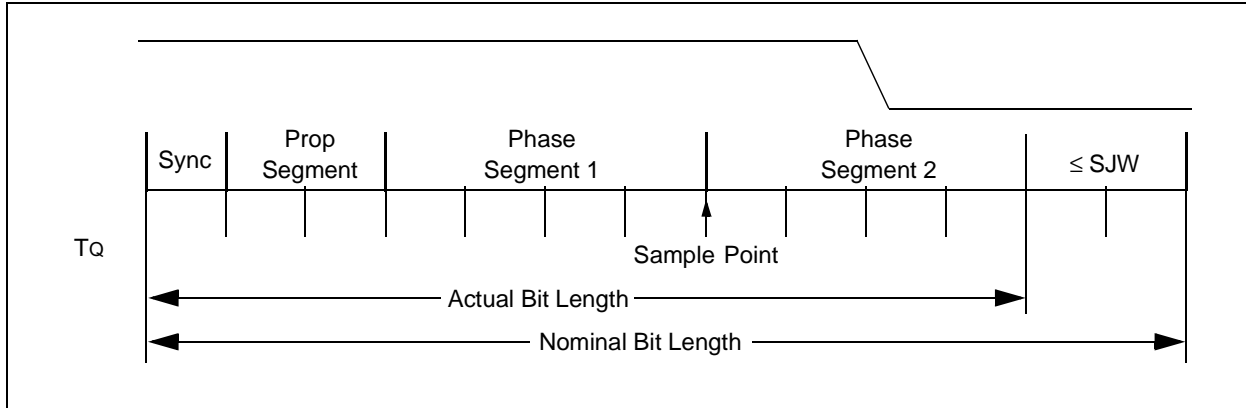 Sync
Prop
Segment
Phase
Segment 1
Phase
Segment 2
≤ SJW
TQ
Sample Point
Actual Bit Length
Nominal Bit Length